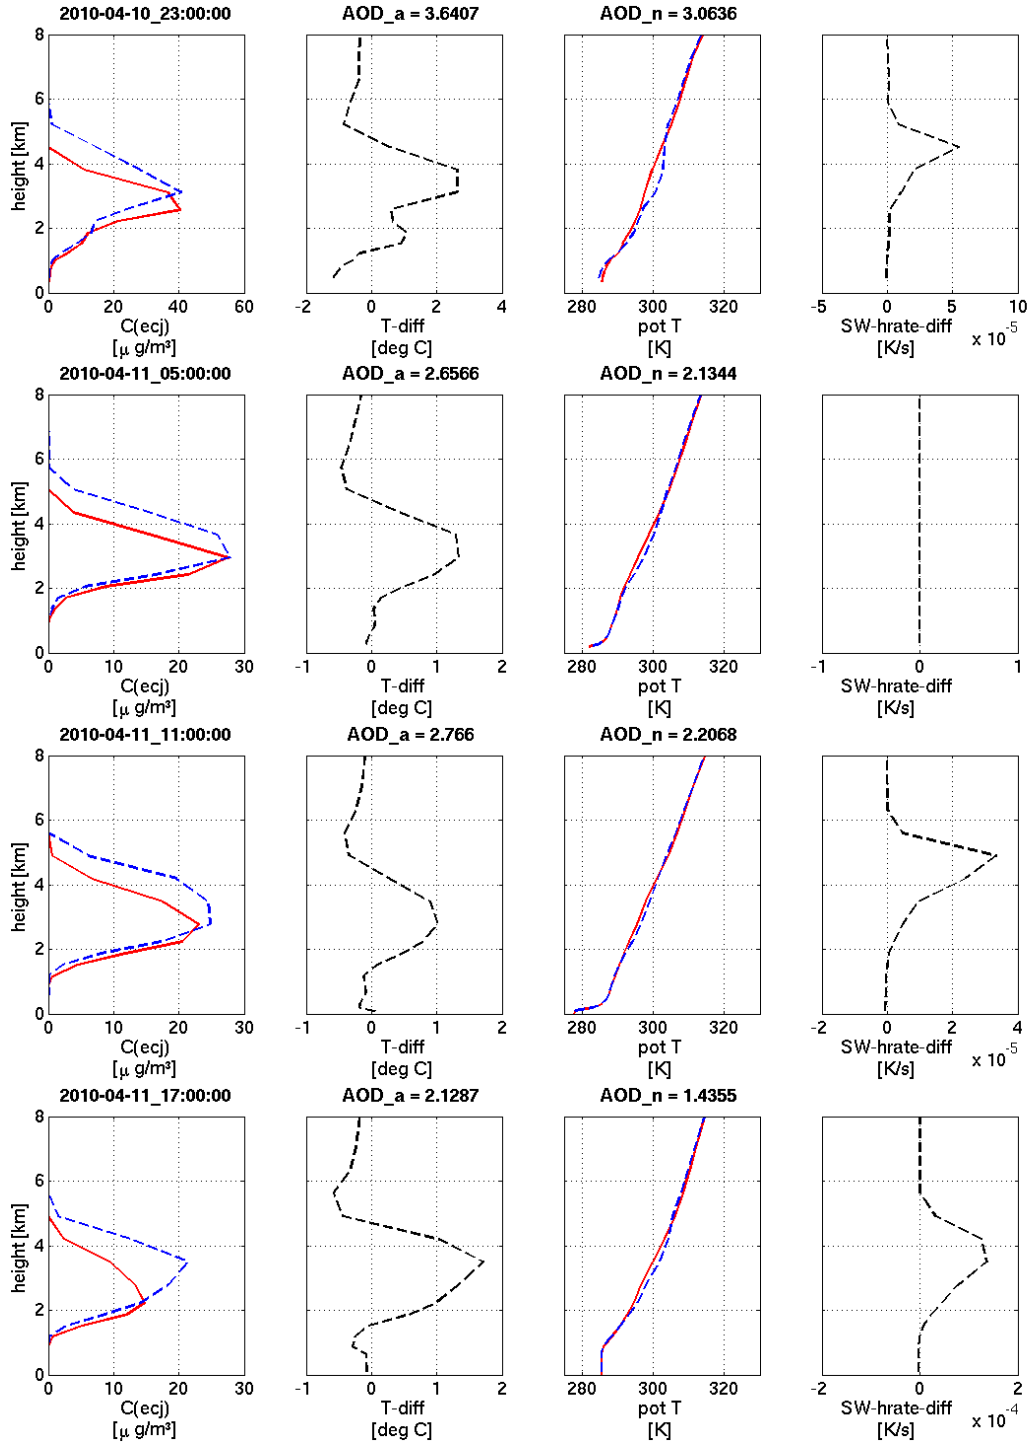 2010-04-10_23:00:00
AOD_a = 3.6407
AOD_n = 3.0636
8
6
4
2
0
height [km]
0 20 40 60
C(ecj)
[μ g/m³]
-2 0 2 4
T-diff
[deg C]
280 300 320
pot T
[K]
-5 0 5 10
SW-hrate-diff
x 10⁻⁵
[K/s]
2010-04-11_05:00:00
AOD_a = 2.6566
AOD_n = 2.1344
8
6
4
2
0
height [km]
0 10 20 30
C(ecj)
[μ g/m³]
-1 0 1 2
T-diff
[deg C]
280 300 320
pot T
[K]
-1 0 1
SW-hrate-diff
[K/s]
2010-04-11_11:00:00
AOD_a = 2.766
AOD_n = 2.2068
8
6
4
2
0
height [km]
0 10 20 30
C(ecj)
[μ g/m³]
-1 0 1 2
T-diff
[deg C]
280 300 320
pot T
[K]
-2 0 2 4
SW-hrate-diff
x 10⁻⁵
[K/s]
2010-04-11_17:00:00
AOD_a = 2.1287
AOD_n = 1.4355
8
6
4
2
0
height [km]
0 10 20 30
C(ecj)
[μ g/m³]
-1 0 1 2
T-diff
[deg C]
280 300 320
pot T
[K]
-2 0 2
SW-hrate-diff
x 10⁻⁴
[K/s]